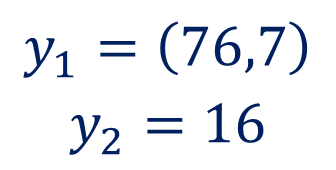 y₁ = (76,7)
y₂ = 16